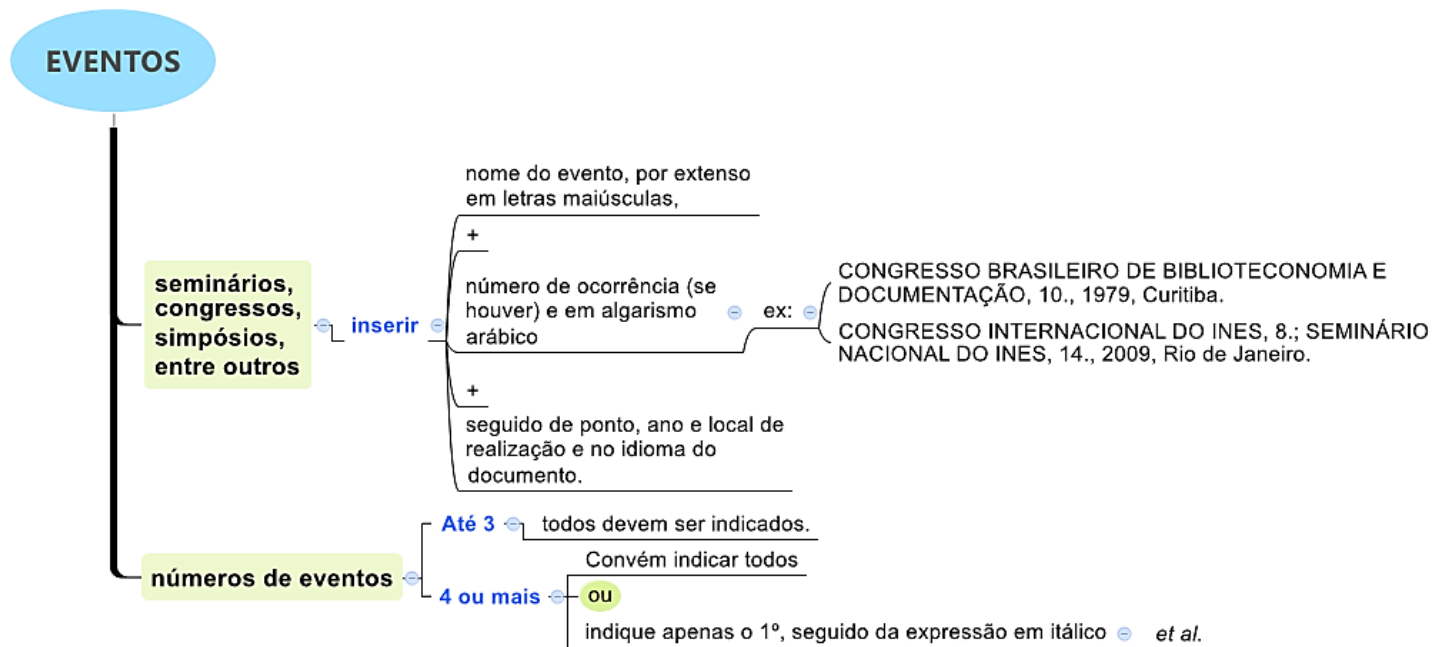 EVENTOS
seminários,
congressos,
simpósios,
entre outros
inserir
nome do evento, por extenso
em letras maiúsculas,
+
número de ocorrência (se
houver) e em algarismo
arábico
ex:
CONGRESSO BRASILEIRO DE BIBLIOTECONOMIA E
DOCUMENTAÇÃO, 10., 1979, Curitiba.
CONGRESSO INTERNACIONAL DO INES, 8.; SEMINÁRIO
NACIONAL DO INES, 14., 2009, Rio de Janeiro.
+
seguido de ponto, ano e local de
realização e no idioma do
documento.
números de eventos
Até 3
todos devem ser indicados.
4 ou mais
Convém indicar todos
ou
indique apenas o 1º, seguido da expressão em itálico
et al.